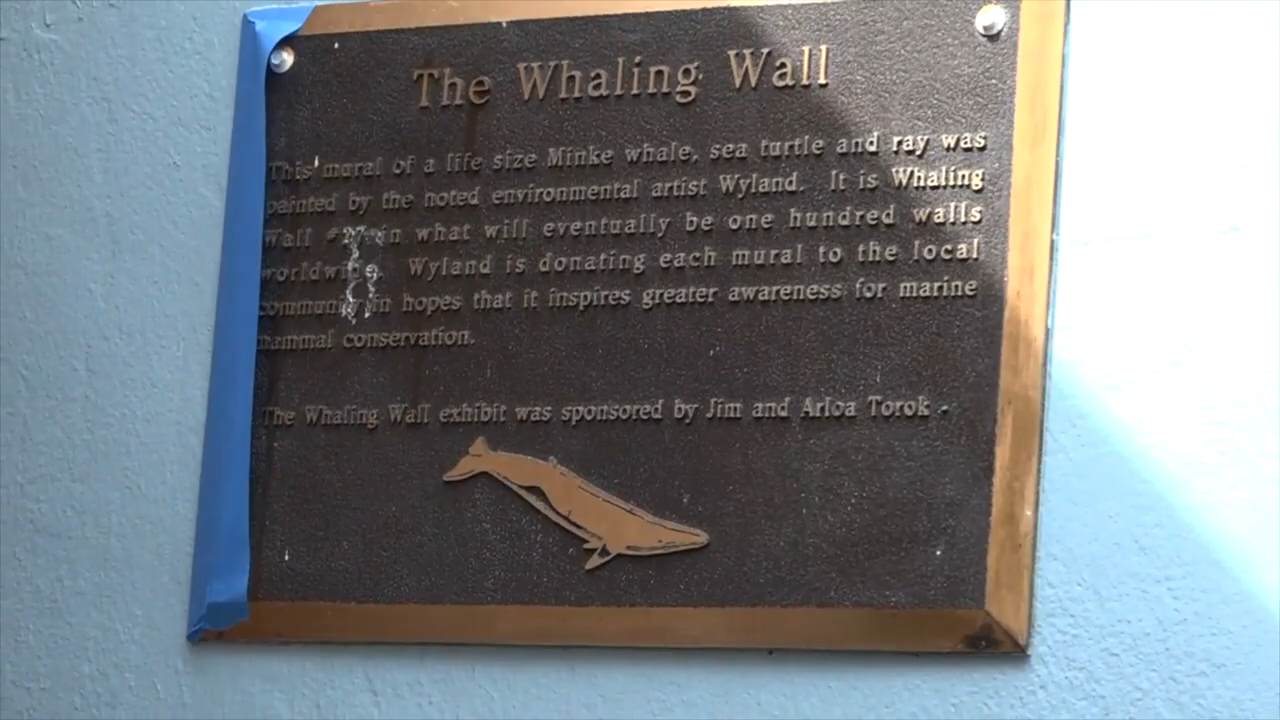 The Whaling Wall
This mural of a life size Minke whale, sea turtle and ray was
painted by the noted environmental artist Wyland. It is Whaling
Wall in what will eventually be one hundred walls
worldwide. Wyland is donating each mural to the local
community in hopes that it inspires greater awareness for marine
mammal conservation.
The Whaling Wall exhibit was sponsored by Jim and Arloa Torok -